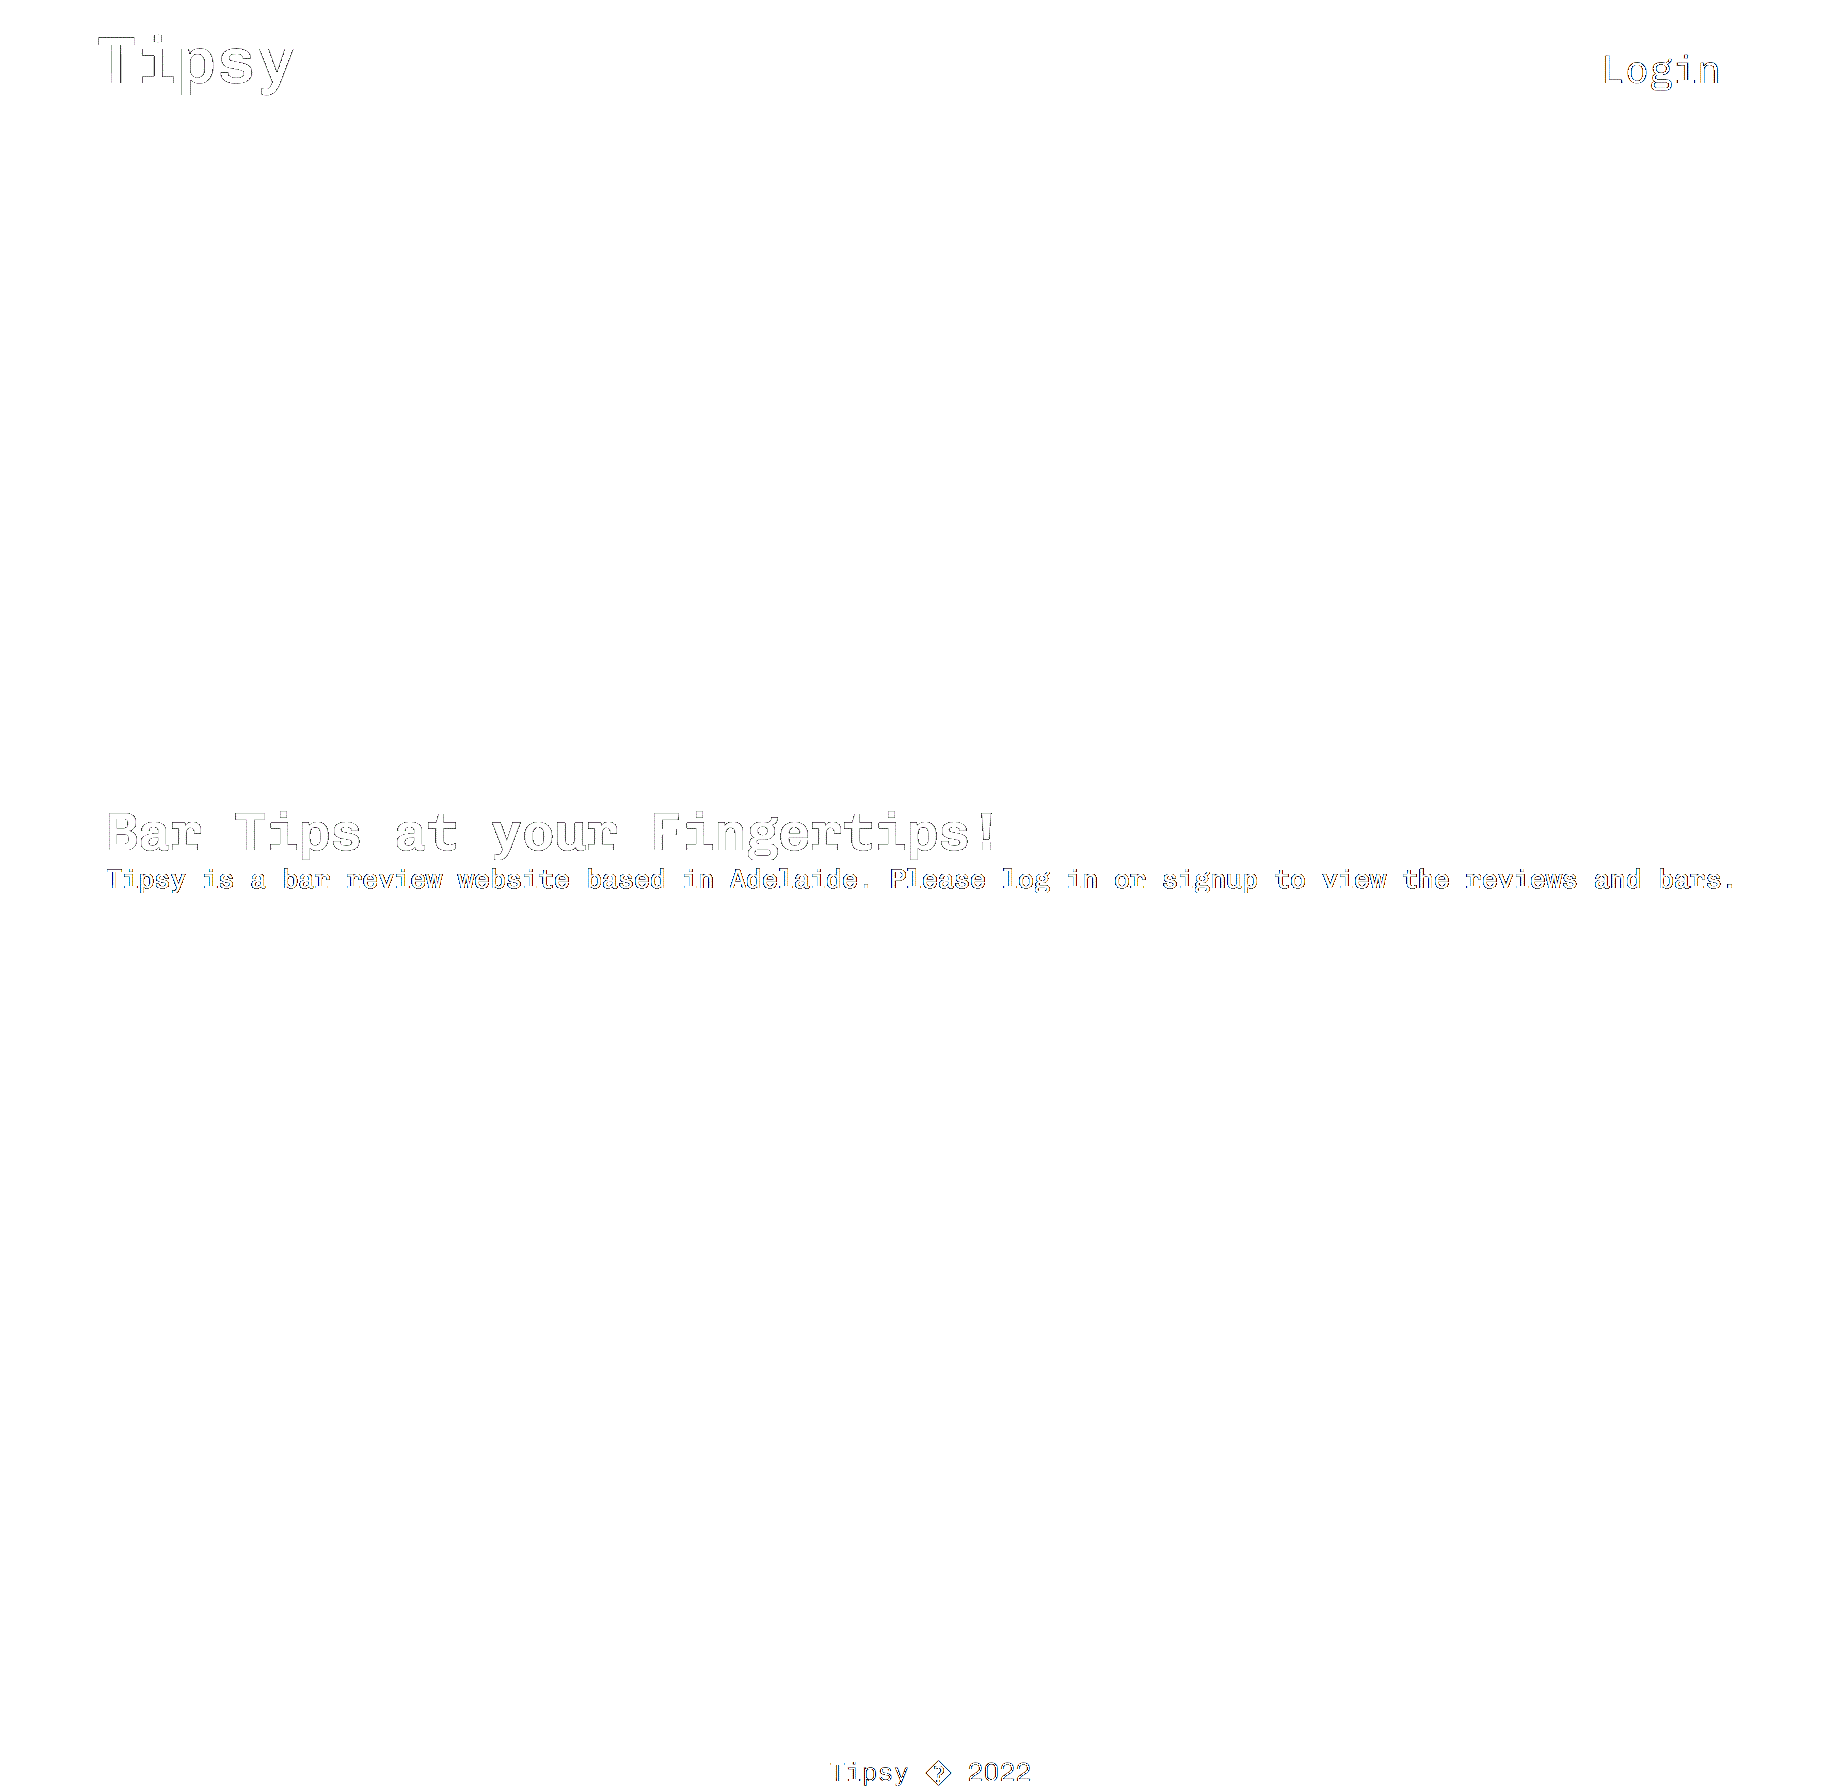 Tipsy
Login
Bar Tips at your Fingertips!
Tipsy is a bar review website based in Adelaide. Please log in or signup to view the reviews and bars.
Tipsy � 2022